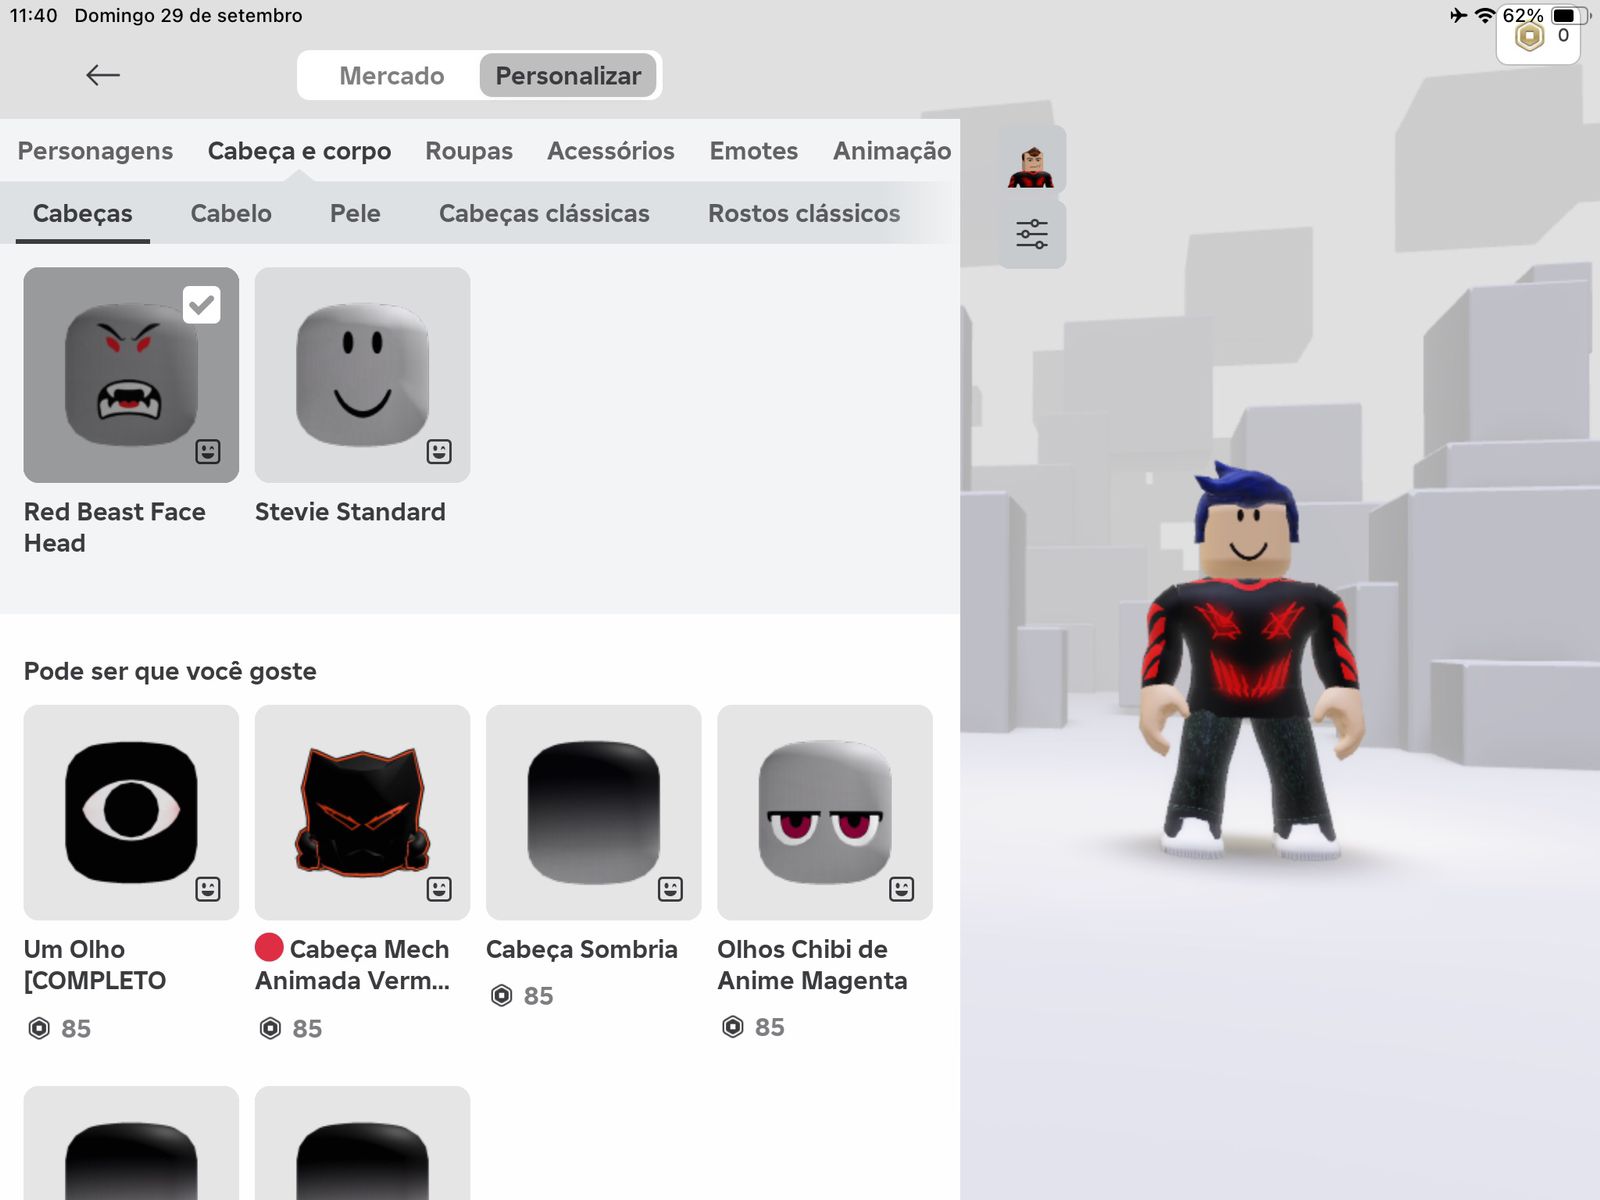 11:40 Domingo 29 de setembro
62%
0
Mercado Personalizar
Personagens Cabeça e corpo Roupas Acessórios Emotes Animação
Cabeças Cabelo Pele Cabeças clássicas Rostos clássicos
Red Beast Face
Head
Stevie Standard
Pode ser que você goste
Um Olho
[COMPLETO
85
Cabeça Mech
Animada Verm...
85
Cabeça Sombria
85
Olhos Chibi de
Anime Magenta
85